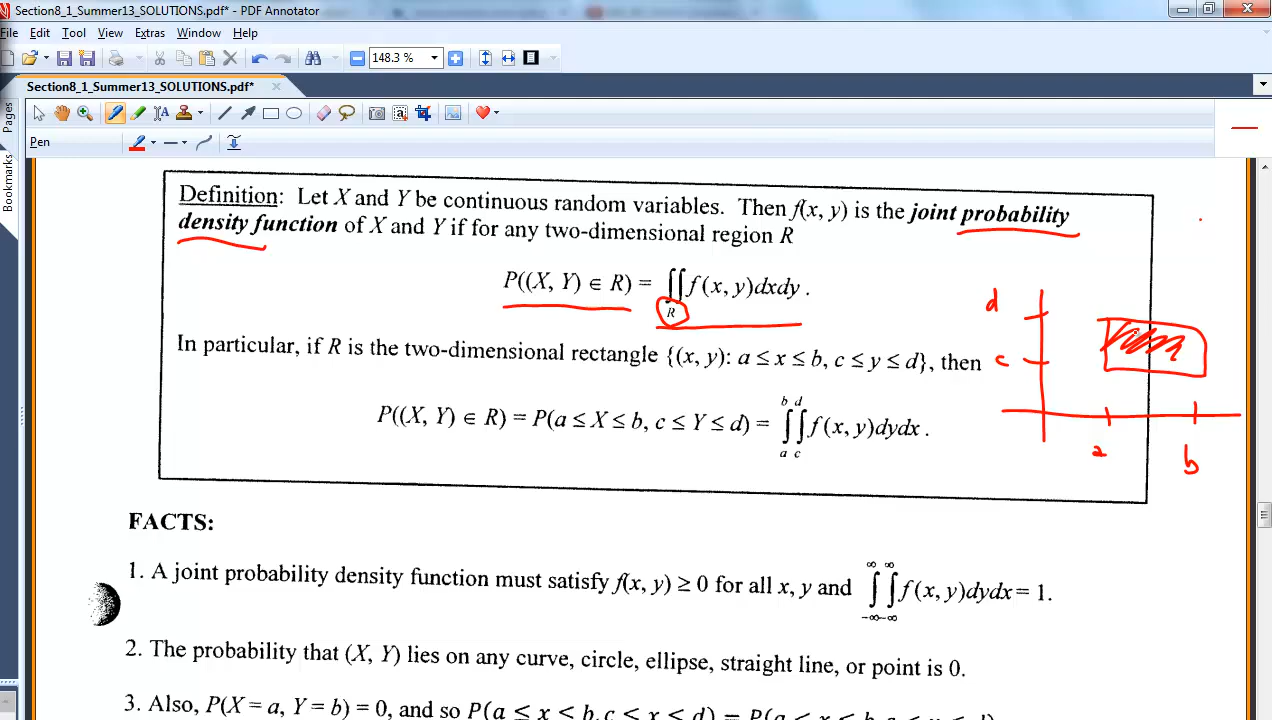 Section8_1_Summer13_SOLUTIONS.pdf* - PDF Annotator
File Edit Tool View Extras Window Help
148.3 %
Section8_1_Summer13_SOLUTIONS.pdf*
Pages
Bookmarks
Pen
Definition: Let X and Y be continuous random variables. Then f(x, y) is the joint probability
density function of X and Y if for any two-dimensional region R
P((X, Y) ∈ R) = ∬_R f(x, y)dxdy .
In particular, if R is the two-dimensional rectangle {(x, y): a ≤ x ≤ b, c ≤ y ≤ d}, then
P((X, Y) ∈ R) = P(a ≤ X ≤ b, c ≤ Y ≤ d) = ∫_a^b ∫_c^d f(x, y)dydx .
d
c
a
b
FACTS:
1. A joint probability density function must satisfy f(x, y) ≥ 0 for all x, y and ∫_{-∞}^{∞} ∫_{-∞}^{∞} f(x, y)dydx = 1.
2. The probability that (X, Y) lies on any curve, circle, ellipse, straight line, or point is 0.
3. Also, P(X = a, Y = b) = 0, and so